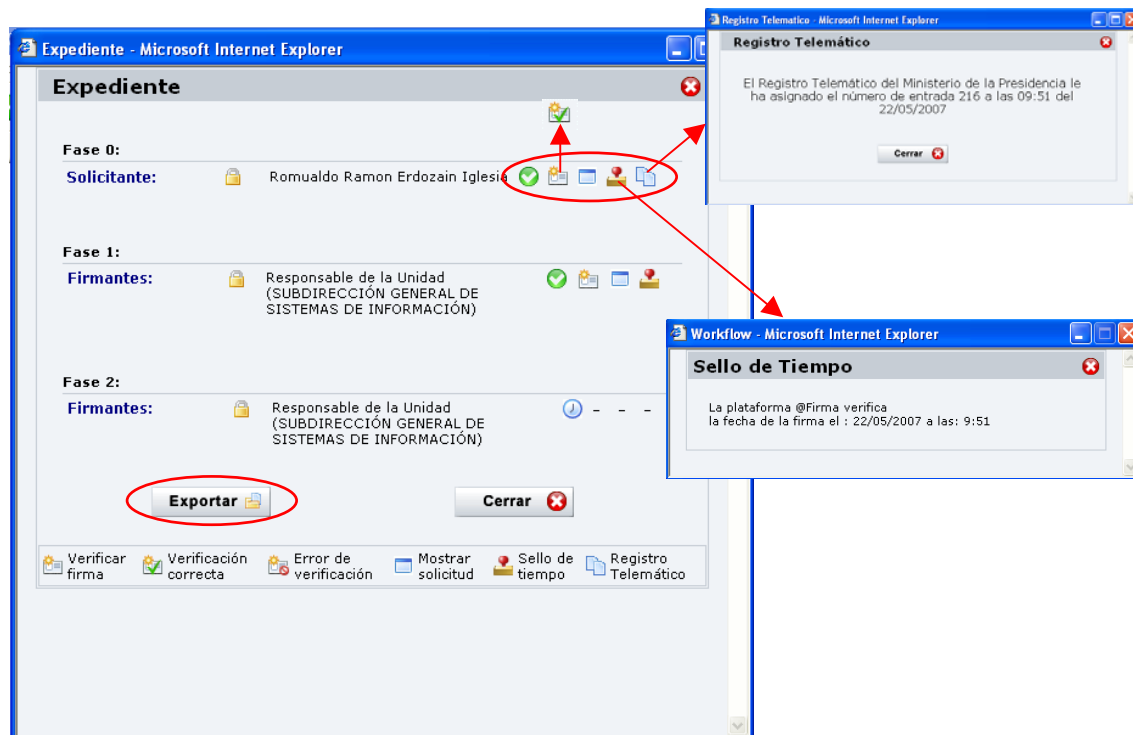 Expediente - Microsoft Internet Explorer
Expediente
Fase 0:
Solicitante:
Romualdo Ramon Erdozain Iglesia
Fase 1:
Firmantes:
Responsable de la Unidad
(SUBDIRECCIÓN GENERAL DE
SISTEMAS DE INFORMACIÓN)
Fase 2:
Firmantes:
Responsable de la Unidad
(SUBDIRECCIÓN GENERAL DE
SISTEMAS DE INFORMACIÓN)
- - -
Exportar
Cerrar
Verificar
firma
Verificación
correcta
Error de
verificación
Mostrar
solicitud
Sello de
tiempo
Registro
Telemático
Registro Telematico - Microsoft Internet Explorer
Registro Telemático
El Registro Telemático del Ministerio de la Presidencia le
ha asignado el número de entrada 216 a las 09:51 del
22/05/2007
Cerrar
Workflow - Microsoft Internet Explorer
Sello de Tiempo
La plataforma @Firma verifica
la fecha de la firma el : 22/05/2007 a las: 9:51